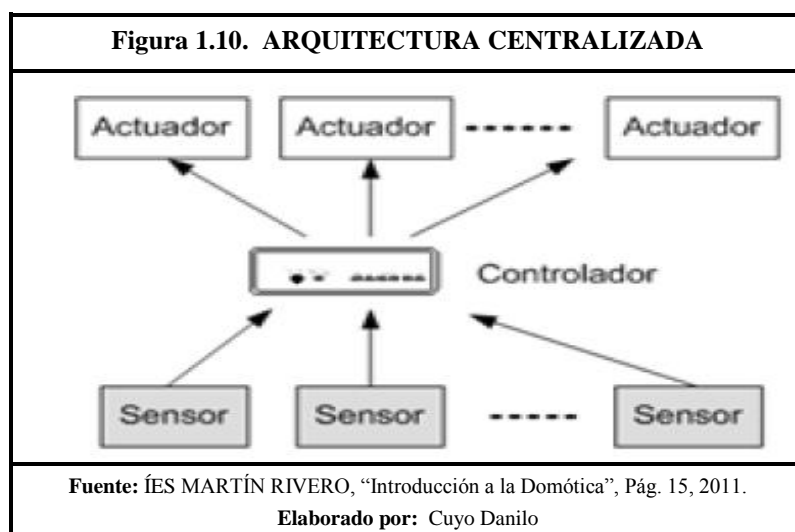 Figura 1.10. ARQUITECTURA CENTRALIZADA
Actuador Actuador Actuador
Controlador
Sensor Sensor Sensor
Fuente: ÍES MARTÍN RIVERO, “Introducción a la Domótica”, Pág. 15, 2011.
Elaborado por: Cuyo Danilo